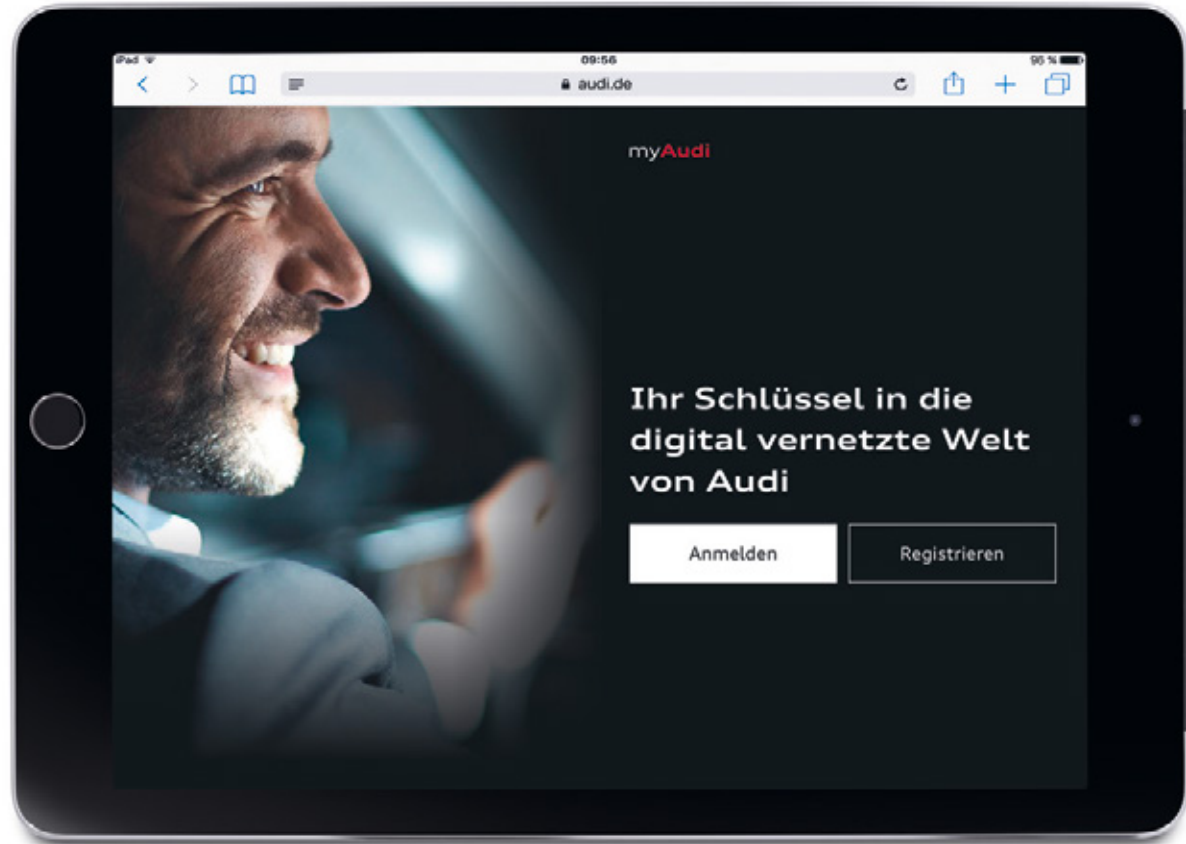 iPad
09:56
95 %
audi.de
myAudi
Ihr Schlüssel in die
digital vernetzte Welt
von Audi
Anmelden
Registrieren